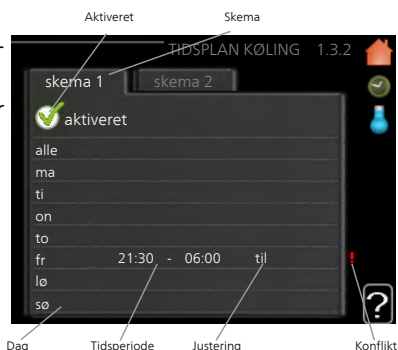 Aktiveret Skema
TIDSPLAN KØLING 1.3.2
skema 1 skema 2
aktiveret
alle
ma
ti
on
to
fr 21:30 - 06:00 til !
lø
sø ?
Dag Tidsperiode Justering Konflikt